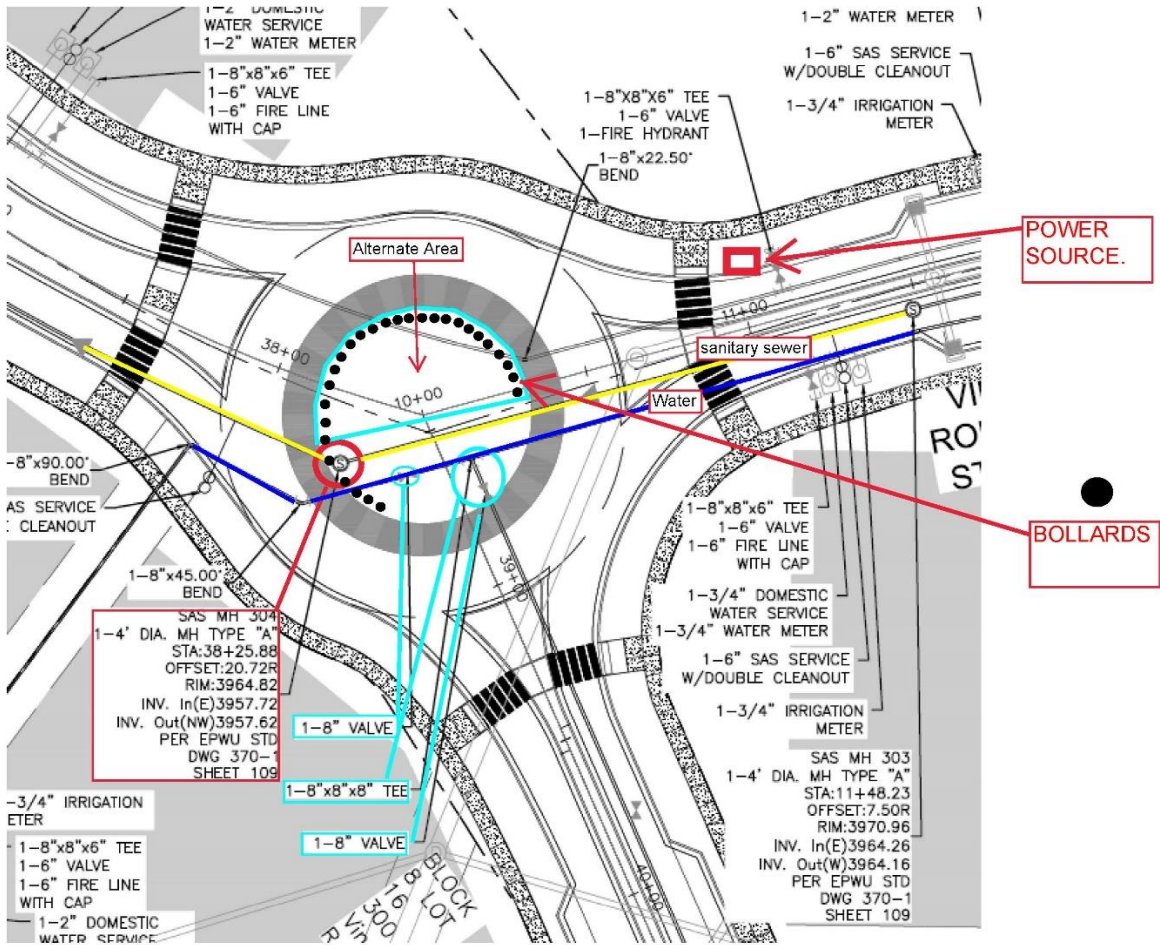 1-2" DOMESTIC
WATER SERVICE
1-2" WATER METER
1-8"x8"x6" TEE
1-6" VALVE
1-6" FIRE LINE
WITH CAP
1-2" WATER METER
1-6" SAS SERVICE
W/DOUBLE CLEANOUT
1-3/4" IRRIGATION
METER
1-8"X8"X6" TEE
1-6" VALVE
1-FIRE HYDRANT
1-8"x22.50°
BEND
Alternate Area
POWER
SOURCE.
38+00
10+00
11+00
sanitary sewer
Water
-8"x90.00°
BEND
AS SERVICE
CLEANOUT
1-8"x45.00°
BEND
39+00
40+00
BOLLARDS
SAS MH 304
1-4' DIA. MH TYPE "A"
STA:38+25.88
OFFSET:20.72R
RIM:3964.82
INV. In(E)3957.72
INV. Out(NW)3957.62
PER EPWU STD
DWG 370-1
SHEET 109
1-8" VALVE
1-8"x8"x8" TEE
1-8" VALVE
1-8"x8"x6" TEE
1-6" VALVE
1-6" FIRE LINE
WITH CAP
1-3/4" DOMESTIC
WATER SERVICE
1-3/4" WATER METER
1-6" SAS SERVICE
W/DOUBLE CLEANOUT
1-3/4" IRRIGATION
METER
SAS MH 303
1-4' DIA. MH TYPE "A"
STA:11+48.23
OFFSET:7.50R
RIM:3970.96
INV. In(E)3964.26
INV. Out(W)3964.16
PER EPWU STD
DWG 370-1
SHEET 109
-3/4" IRRIGATION
ETER
1-8"x8"x6" TEE
1-6" VALVE
1-6" FIRE LINE
WITH CAP
1-2" DOMESTIC
WATER SERVICE
BLOCK
8 LOT
16
300